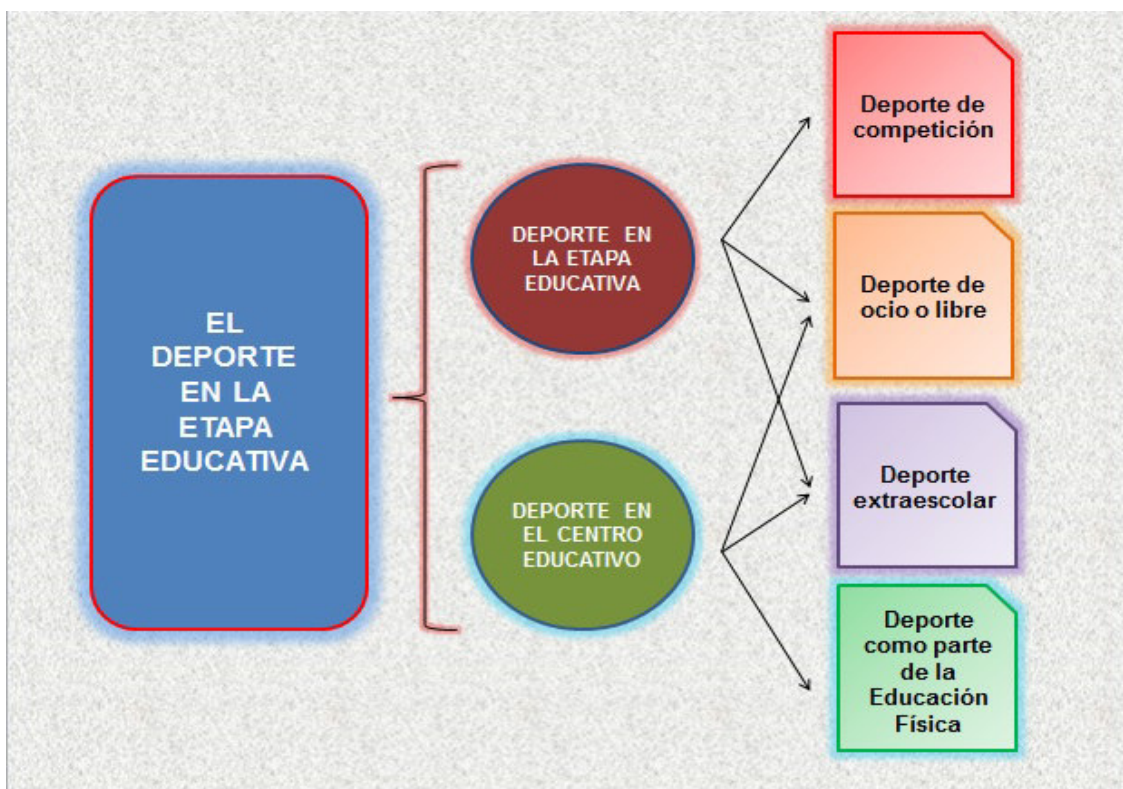 EL
DEPORTE
EN LA
ETAPA
EDUCATIVA
DEPORTE EN
LA ETAPA
EDUCATIVA
DEPORTE EN
EL CENTRO
EDUCATIVO
Deporte de
competición
Deporte de
ocio o libre
Deporte
extraescolar
Deporte
como parte
de la
Educación
Física